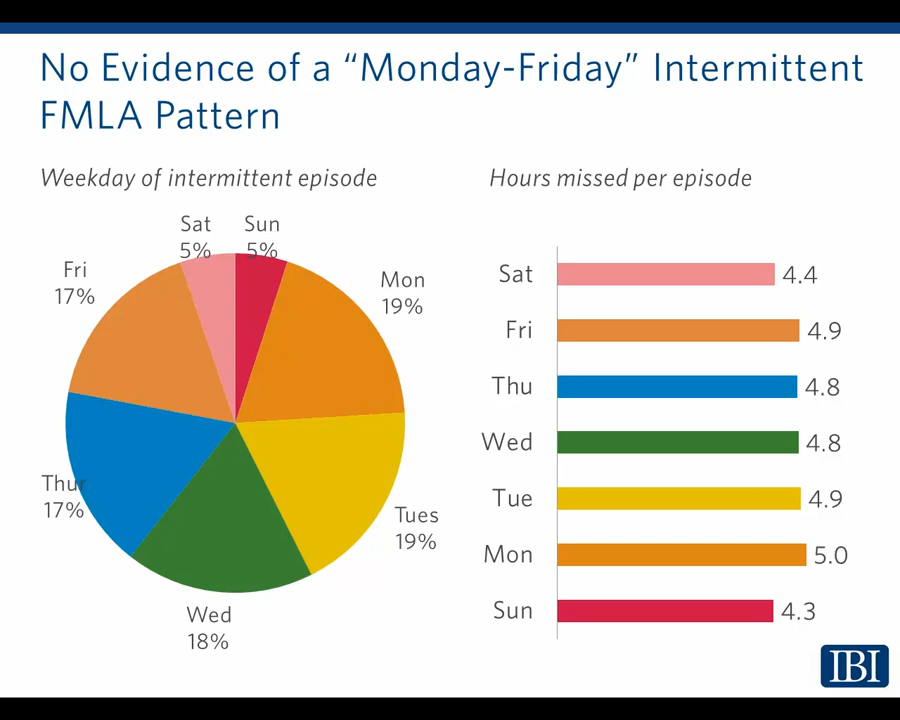 No Evidence of a “Monday-Friday” Intermittent
FMLA Pattern
Weekday of intermittent episode
Sat
5%
Sun
5%
Mon
19%
Tues
19%
Wed
18%
Thur
17%
Fri
17%
Hours missed per episode
Sat 4.4
Fri 4.9
Thu 4.8
Wed 4.8
Tue 4.9
Mon 5.0
Sun 4.3
IBI